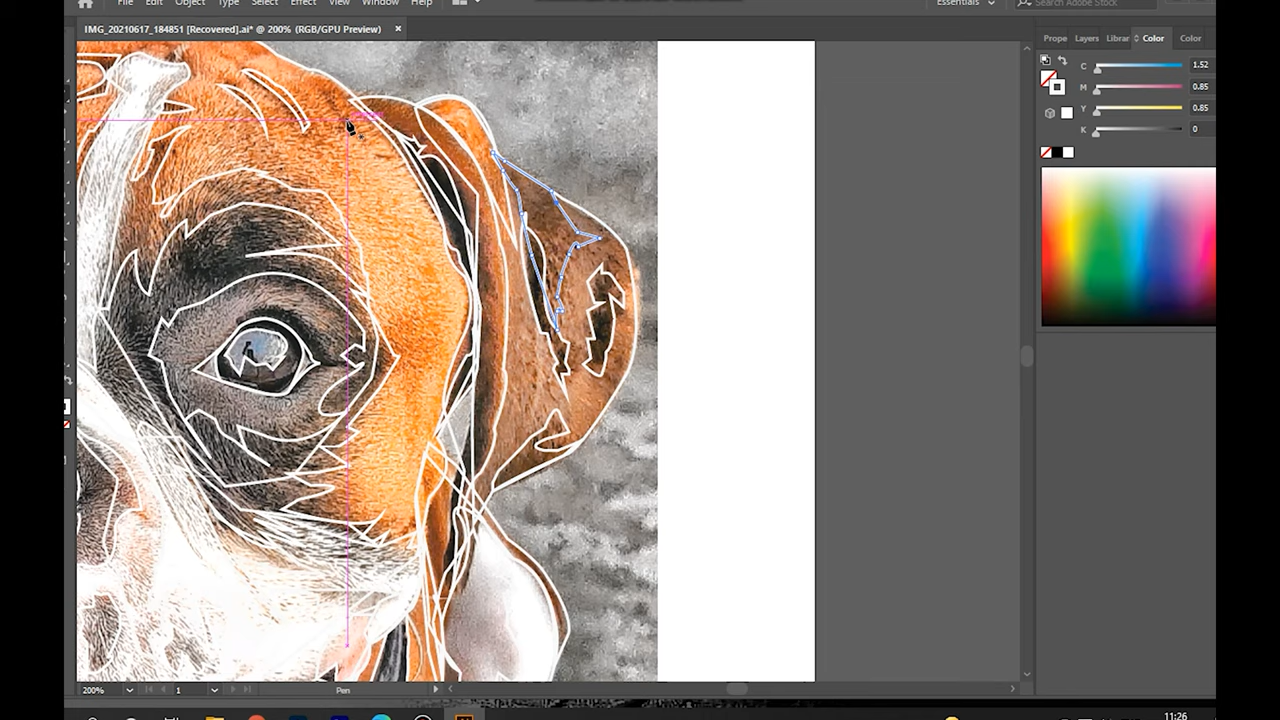 File Edit Object Type Select Effect View Window Help Essentials Search Adobe Stock
IMG_20210617_184851 [Recovered].ai* @ 200% (RGB/GPU Preview) ×
Prope Layers Librar Color Color
C 1.52
M 0.85
Y 0.85
K 0
200% 1 Pen
11:26